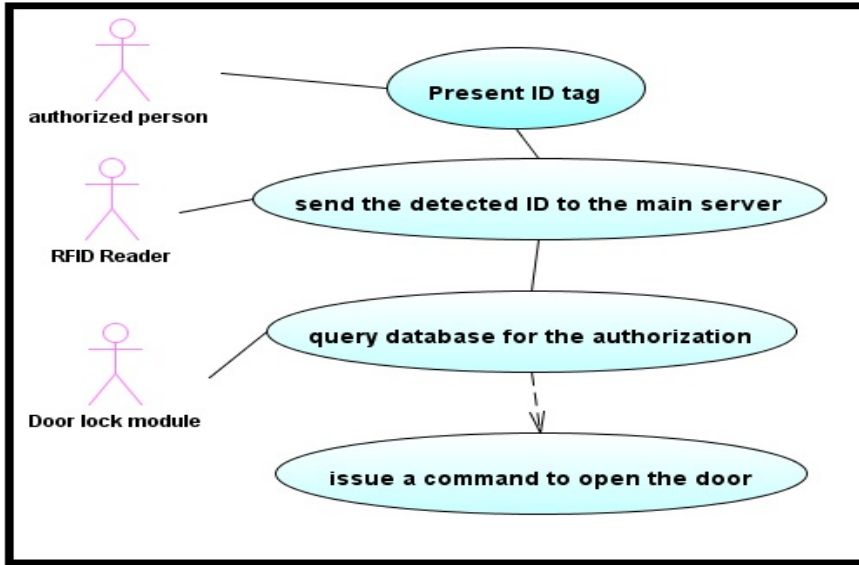 authorized person
Present ID tag
RFID Reader
send the detected ID to the main server
Door lock module
query database for the authorization
issue a command to open the door